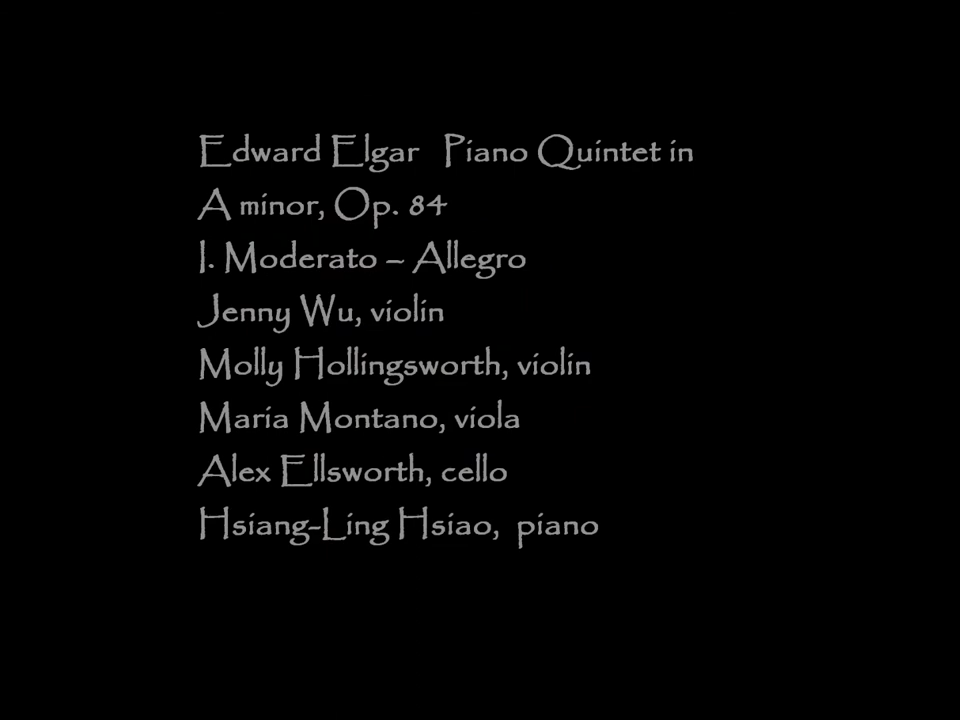 Edward Elgar Piano Quintet in
A minor, Op. 84
I. Moderato – Allegro
Jenny Wu, violin
Molly Hollingsworth, violin
Maria Montano, viola
Alex Ellsworth, cello
Hsiang-Ling Hsiao, piano